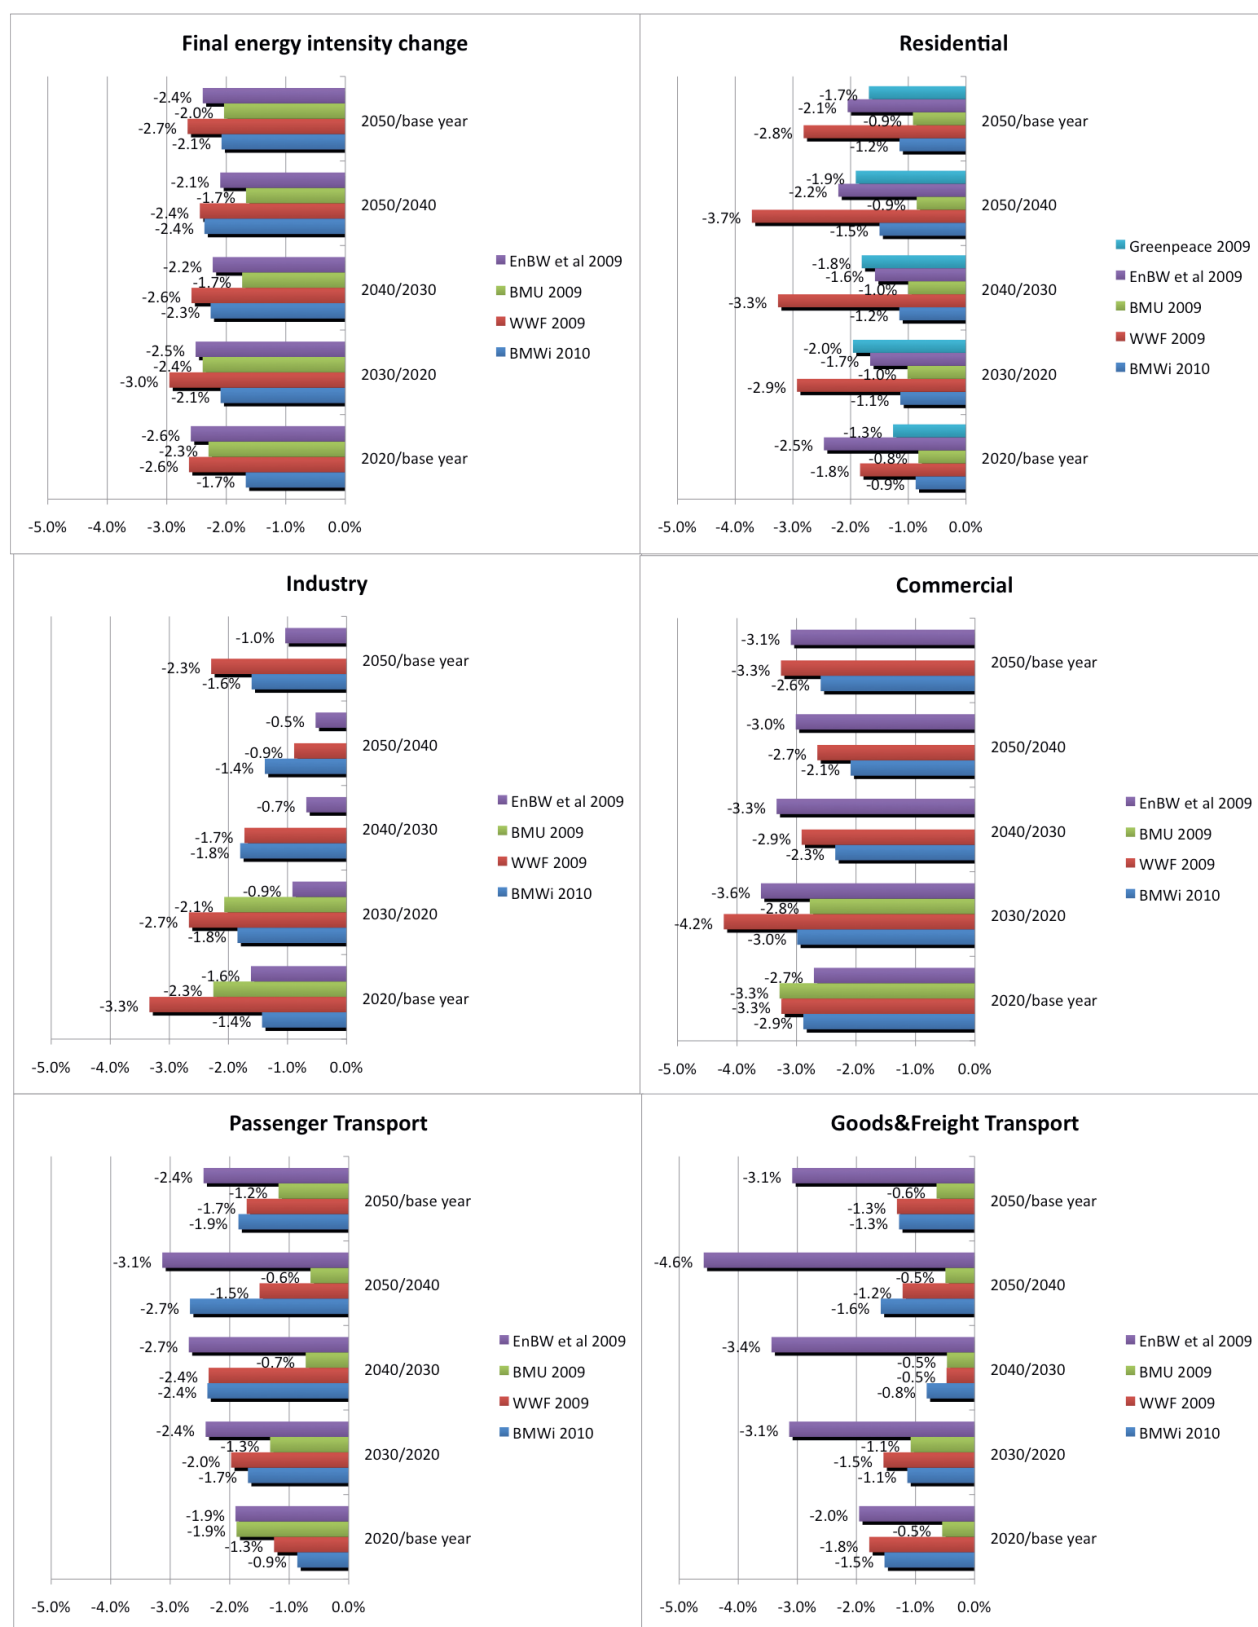 Final energy intensity change
-2.4%
-2.0%
-2.7%
-2.1%
2050/base year
-2.1%
-1.7%
-2.4%
-2.4%
2050/2040
-2.2%
-1.7%
-2.6%
-2.3%
2040/2030
-2.5%
-2.4%
-3.0%
-2.1%
2030/2020
-2.6%
-2.3%
-2.6%
-1.7%
2020/base year
EnBW et al 2009
BMU 2009
WWF 2009
BMWi 2010
-5.0% -4.0% -3.0% -2.0% -1.0% 0.0%
Residential
-1.7%
-2.1%
-0.9%
-2.8%
-1.2%
2050/base year
-1.9%
-2.2%
-0.9%
-3.7%
-1.5%
2050/2040
-1.8%
-1.6%
-1.0%
-3.3%
-1.2%
2040/2030
-2.0%
-1.7%
-1.0%
-2.9%
-1.1%
2030/2020
-1.3%
-2.5%
-0.8%
-1.8%
-0.9%
2020/base year
Greenpeace 2009
EnBW et al 2009
BMU 2009
WWF 2009
BMWi 2010
-5.0% -4.0% -3.0% -2.0% -1.0% 0.0%
Industry
-1.0%
-2.3%
-1.6%
2050/base year
-0.5%
-0.9%
-1.4%
2050/2040
-0.7%
-1.7%
-1.8%
2040/2030
-0.9%
-2.1%
-2.7%
-1.8%
2030/2020
-1.6%
-2.3%
-3.3%
-1.4%
2020/base year
EnBW et al 2009
BMU 2009
WWF 2009
BMWi 2010
-5.0% -4.0% -3.0% -2.0% -1.0% 0.0%
Commercial
-3.1%
-3.3%
-2.6%
2050/base year
-3.0%
-2.7%
-2.1%
2050/2040
-3.3%
-2.9%
-2.3%
2040/2030
-3.6%
-2.8%
-4.2%
-3.0%
2030/2020
-2.7%
-3.3%
-3.3%
-2.9%
2020/base year
EnBW et al 2009
BMU 2009
WWF 2009
BMWi 2010
-5.0% -4.0% -3.0% -2.0% -1.0% 0.0%
Passenger Transport
-2.4%
-1.2%
-1.7%
-1.9%
2050/base year
-3.1%
-0.6%
-1.5%
-2.7%
2050/2040
-2.7%
-0.7%
-2.4%
-2.4%
2040/2030
-2.4%
-1.3%
-2.0%
-1.7%
2030/2020
-1.9%
-1.9%
-1.3%
-0.9%
2020/base year
EnBW et al 2009
BMU 2009
WWF 2009
BMWi 2010
-5.0% -4.0% -3.0% -2.0% -1.0% 0.0%
Goods&Freight Transport
-3.1%
-0.6%
-1.3%
-1.3%
2050/base year
-4.6%
-0.5%
-1.2%
-1.6%
2050/2040
-3.4%
-0.5%
-0.5%
-0.8%
2040/2030
-3.1%
-1.1%
-1.5%
-1.1%
2030/2020
-2.0%
-0.5%
-1.8%
-1.5%
2020/base year
EnBW et al 2009
BMU 2009
WWF 2009
BMWi 2010
-5.0% -4.0% -3.0% -2.0% -1.0% 0.0%